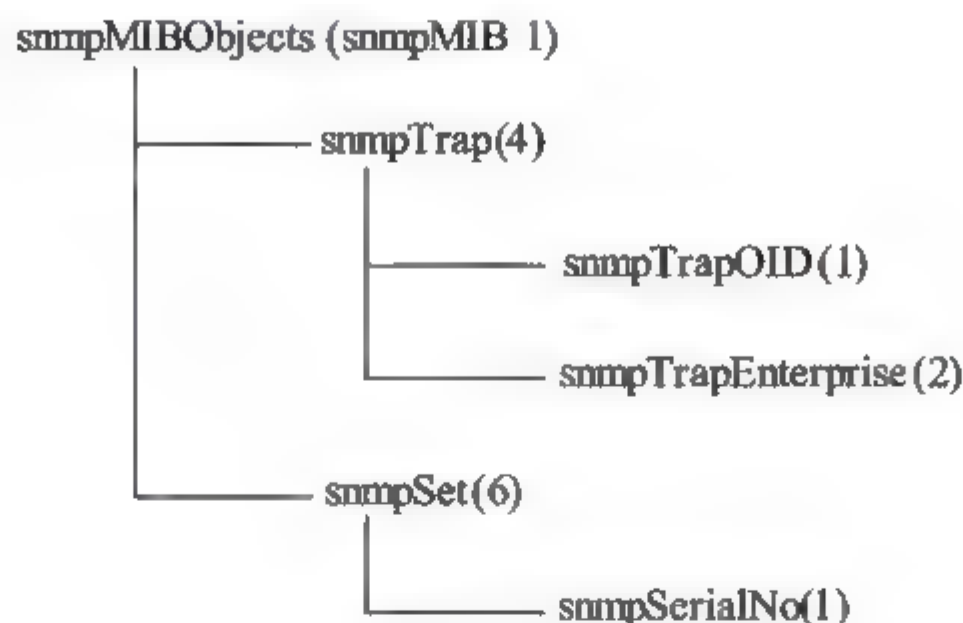 snmpMIBObjects (snmpMIB 1)
snmpTrap(4)
snmpTrapOID(1)
snmpTrapEnterprise(2)
snmpSet(6)
snmpSerialNo(1)